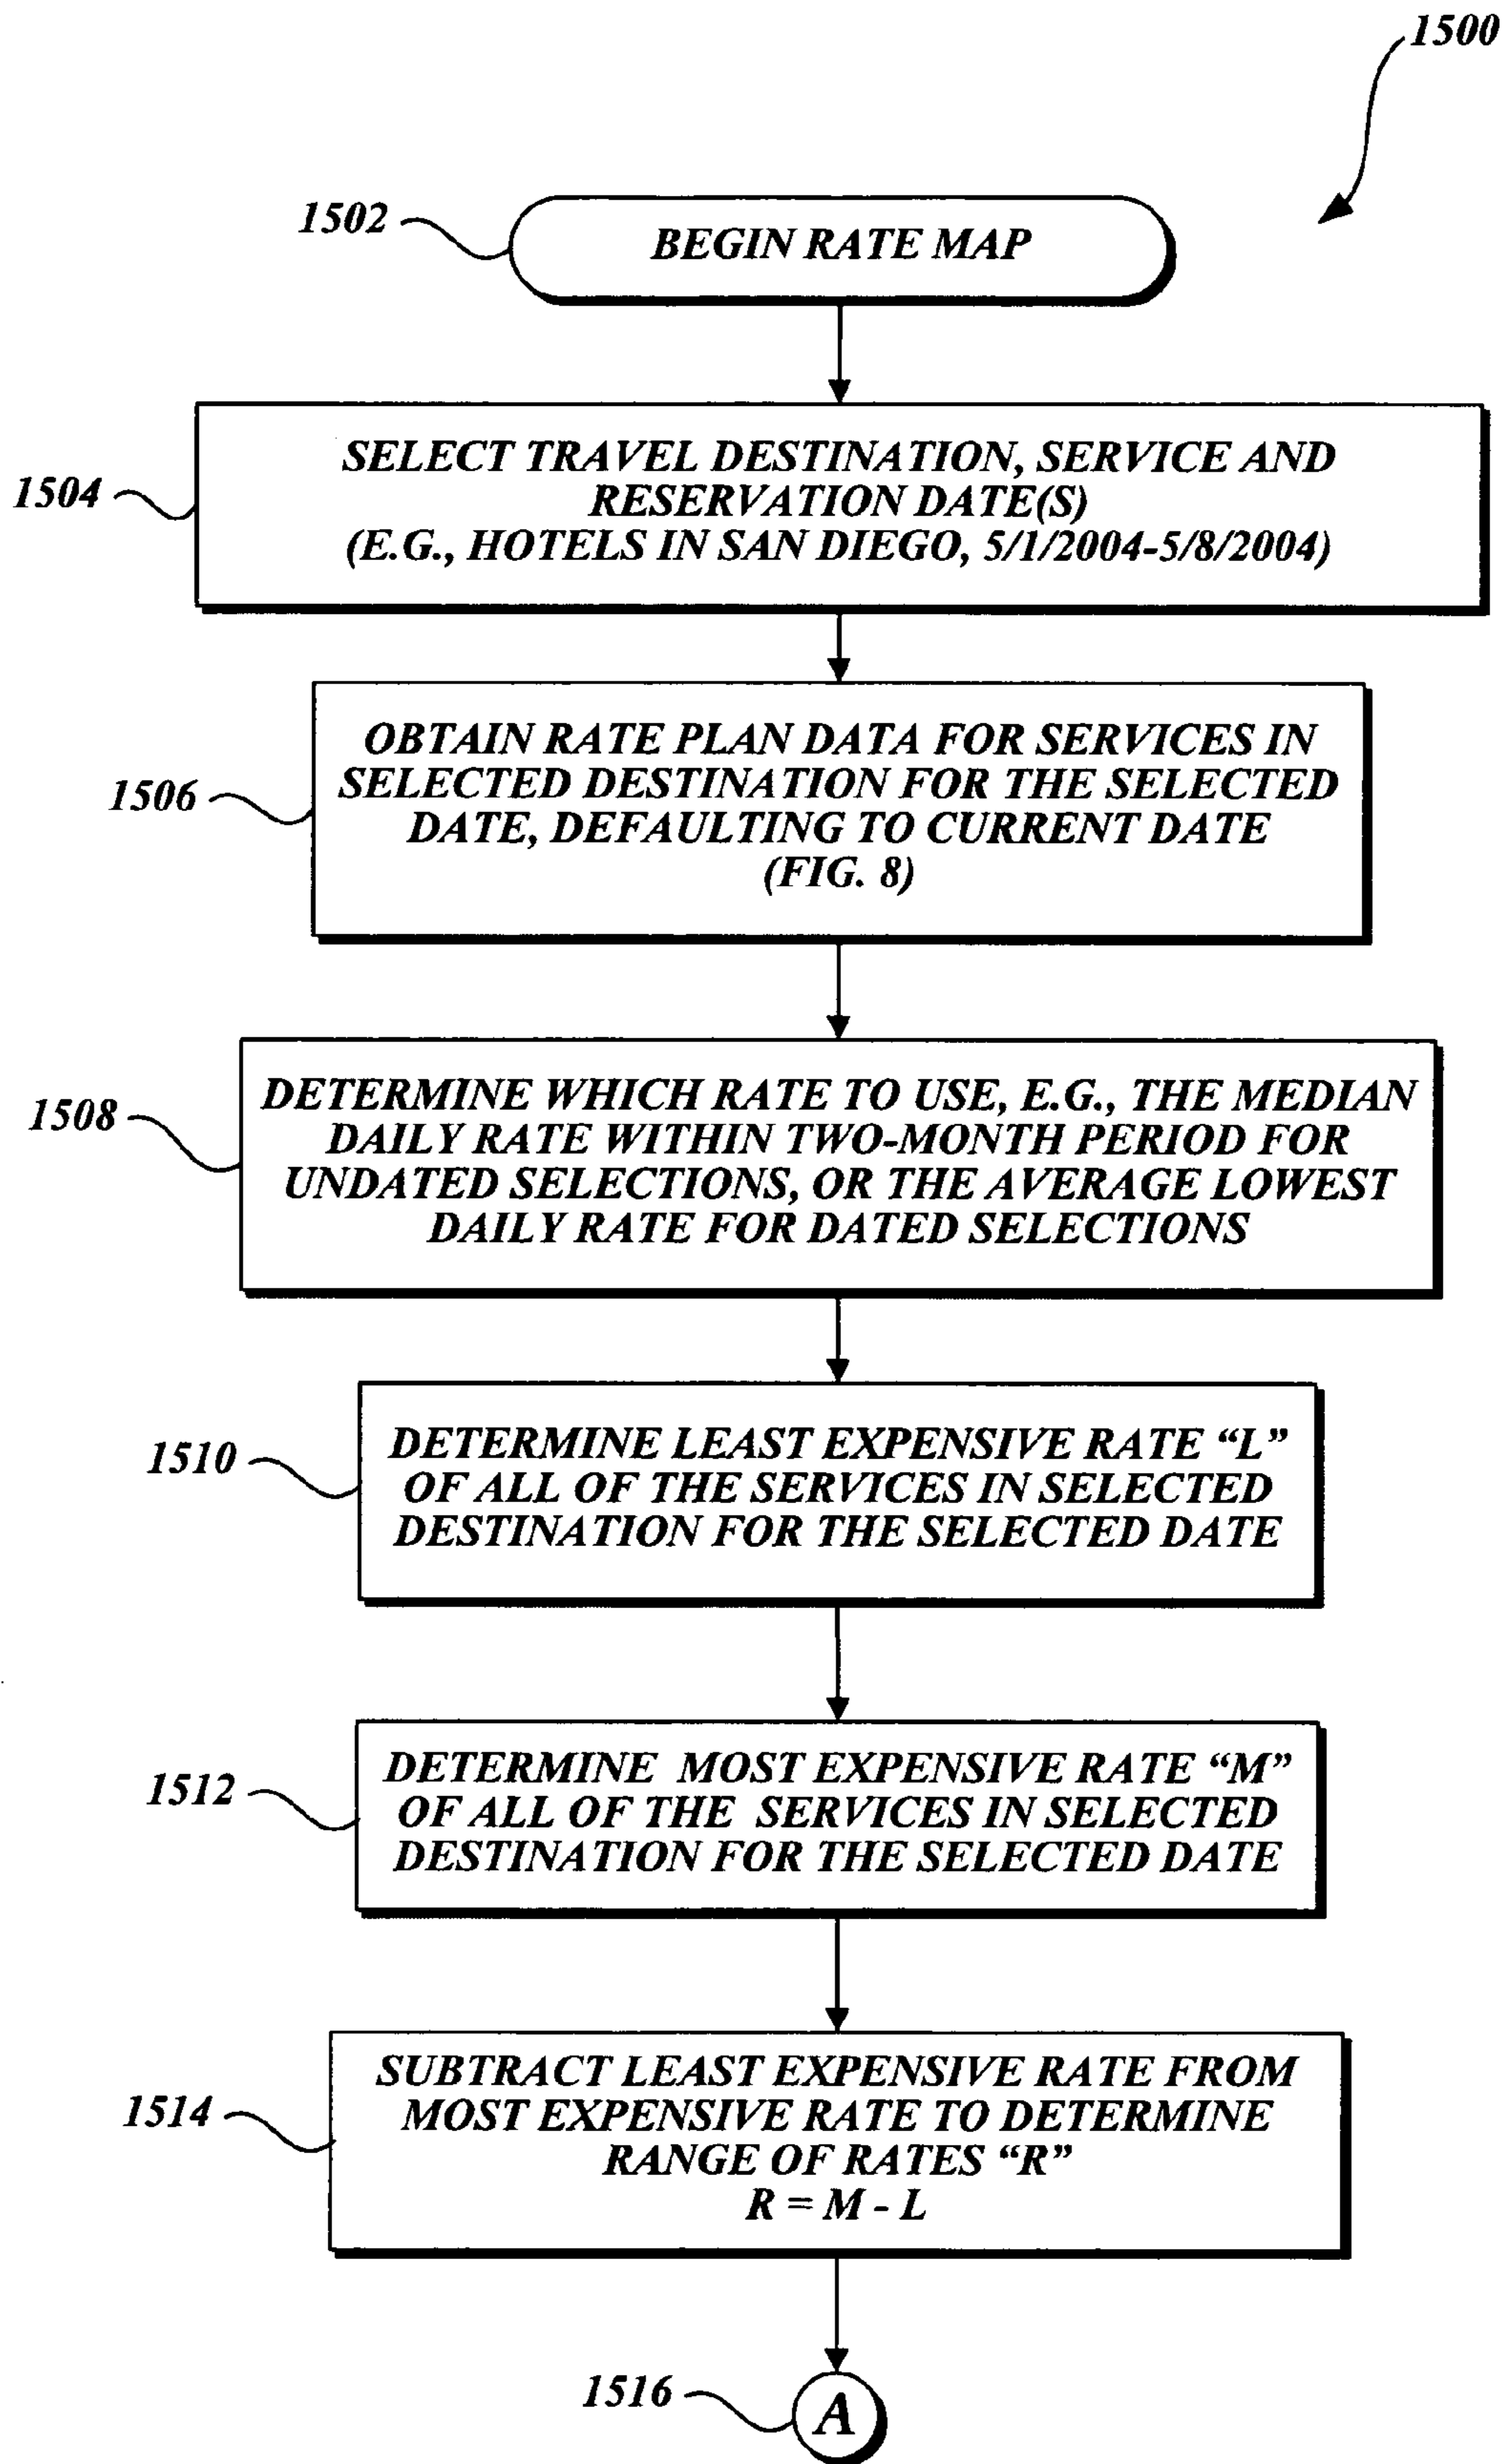 1500
1502
BEGIN RATE MAP
1504
SELECT TRAVEL DESTINATION, SERVICE AND
RESERVATION DATE(S)
(E.G., HOTELS IN SAN DIEGO, 5/1/2004-5/8/2004)
1506
OBTAIN RATE PLAN DATA FOR SERVICES IN
SELECTED DESTINATION FOR THE SELECTED
DATE, DEFAULTING TO CURRENT DATE
(FIG. 8)
1508
DETERMINE WHICH RATE TO USE, E.G., THE MEDIAN
DAILY RATE WITHIN TWO-MONTH PERIOD FOR
UNDATED SELECTIONS, OR THE AVERAGE LOWEST
DAILY RATE FOR DATED SELECTIONS
1510
DETERMINE LEAST EXPENSIVE RATE “L”
OF ALL OF THE SERVICES IN SELECTED
DESTINATION FOR THE SELECTED DATE
1512
DETERMINE MOST EXPENSIVE RATE “M”
OF ALL OF THE SERVICES IN SELECTED
DESTINATION FOR THE SELECTED DATE
1514
SUBTRACT LEAST EXPENSIVE RATE FROM
MOST EXPENSIVE RATE TO DETERMINE
RANGE OF RATES “R”
R = M - L
1516
A